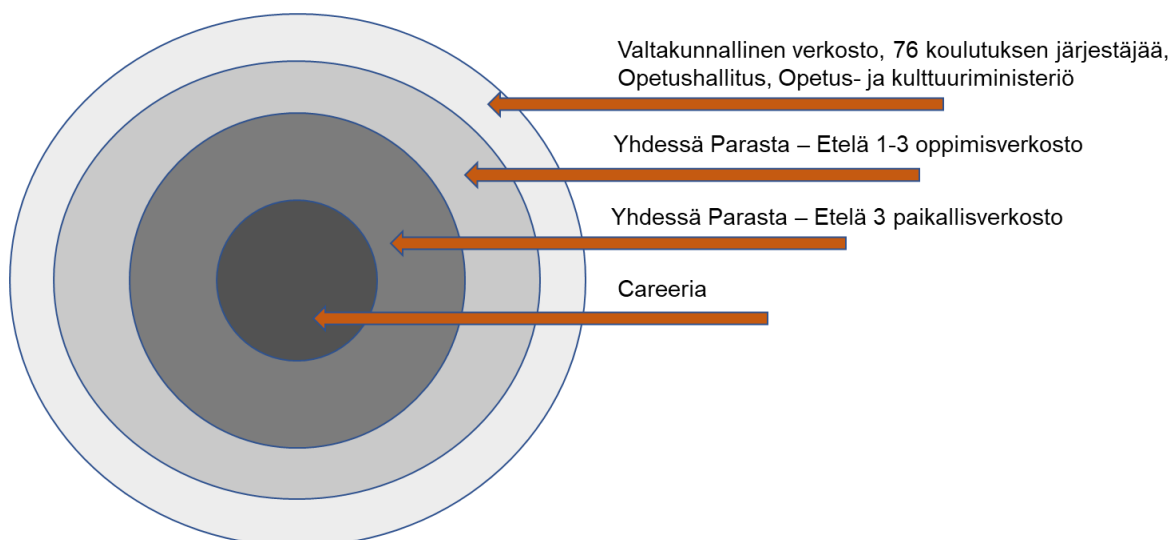 Valtakunnallinen verkosto, 76 koulutuksen järjestäjää,
Opetushallitus, Opetus- ja kulttuuriministeriö
Yhdessä Parasta – Etelä 1-3 oppimisverkosto
Yhdessä Parasta – Etelä 3 paikallisverkosto
Careeria